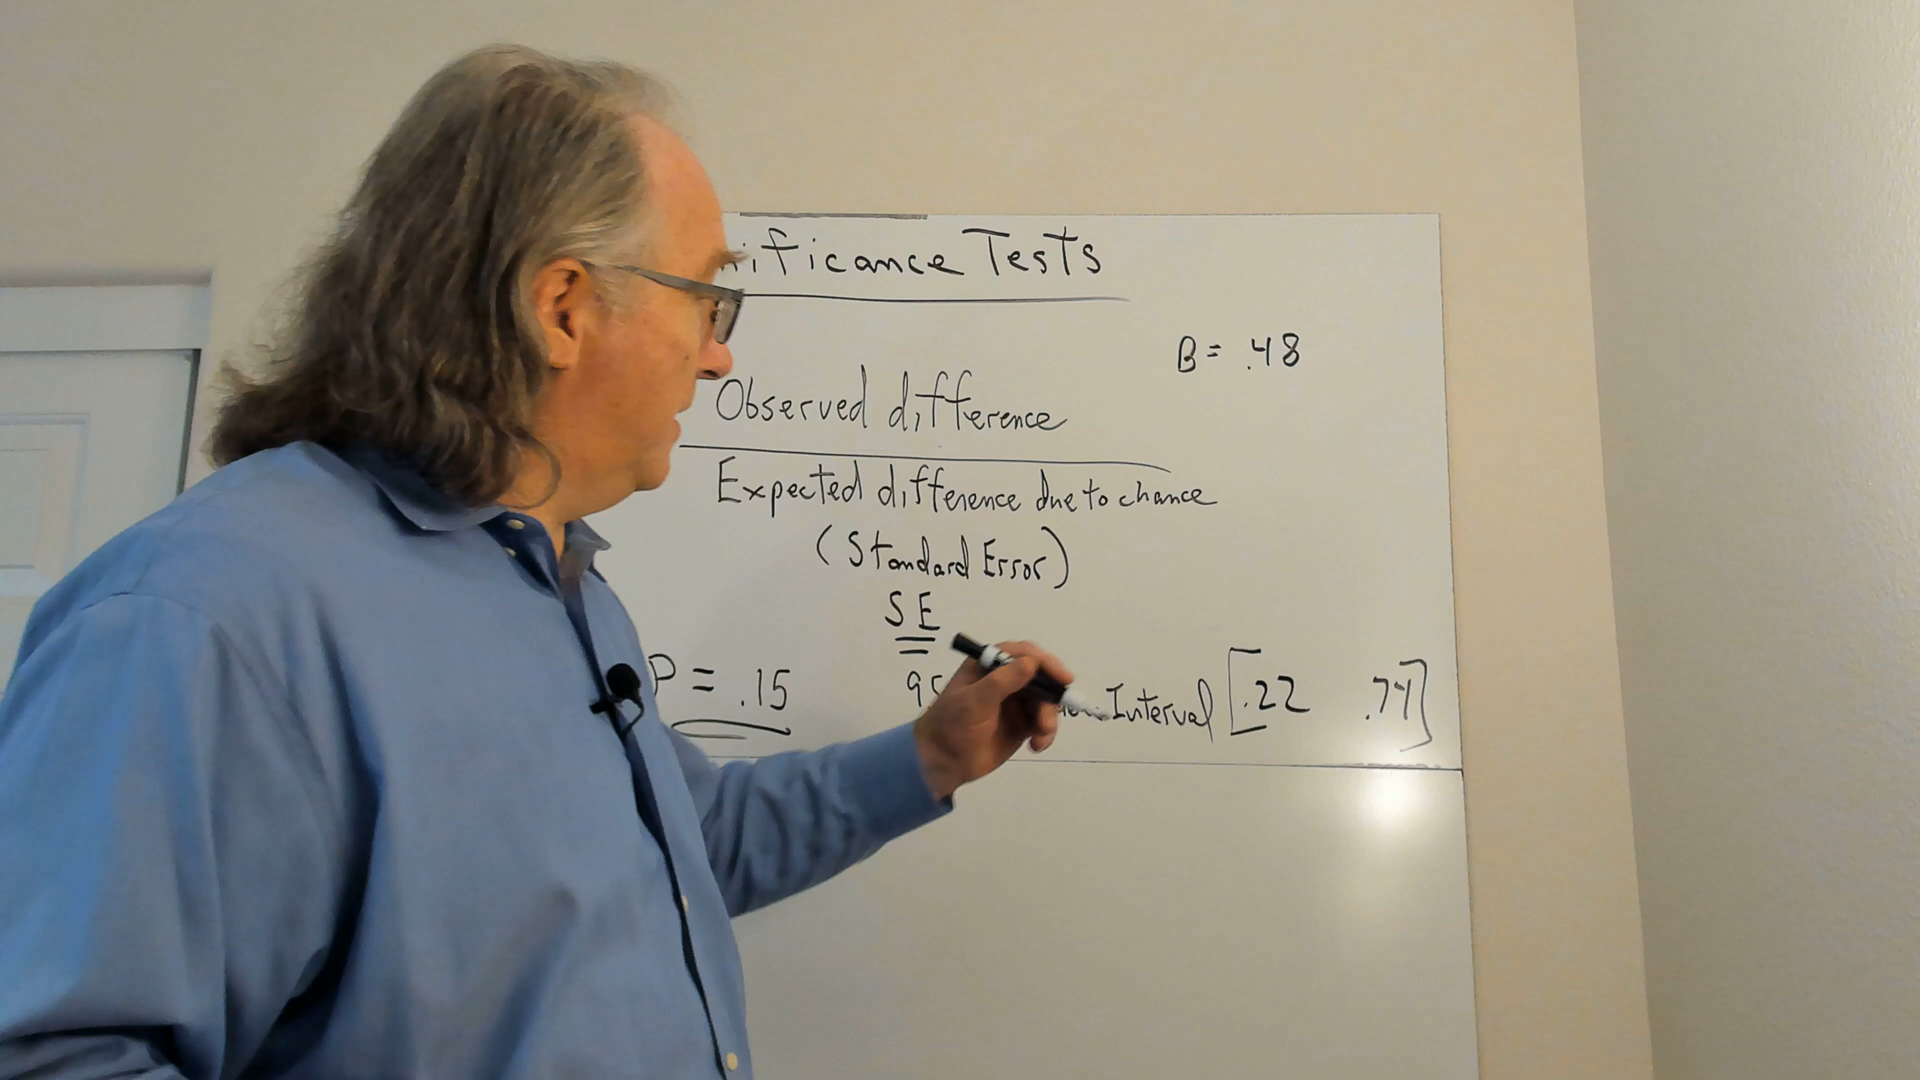 ificance Tests
B = .48
Observed difference
Expected difference due to chance
(Standard Error)
SE
P = .15
Interval [.22 .74]